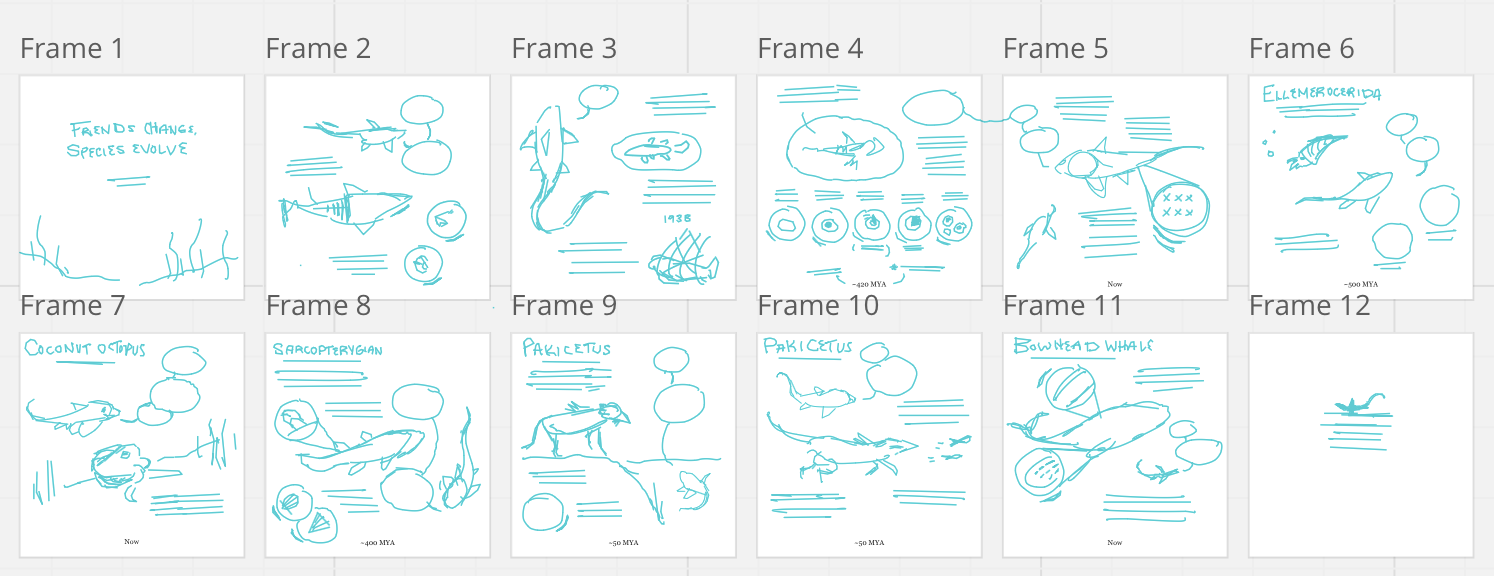 Frame 1
Frame 2
Frame 3
Frame 4
Frame 5
Frame 6
FRENDS CHANGE,
SPECIES EVOLVE
1938
~420 MYA
Now
ELLEMEROCERIDA
~500 MYA
Frame 7
Frame 8
Frame 9
Frame 10
Frame 11
Frame 12
COCONUT OCTOPUS
Now
SARCOPTERYGIAN
~400 MYA
PAKICETUS
~50 MYA
PAKICETUS
~50 MYA
BOWHEAD WHALE
Now